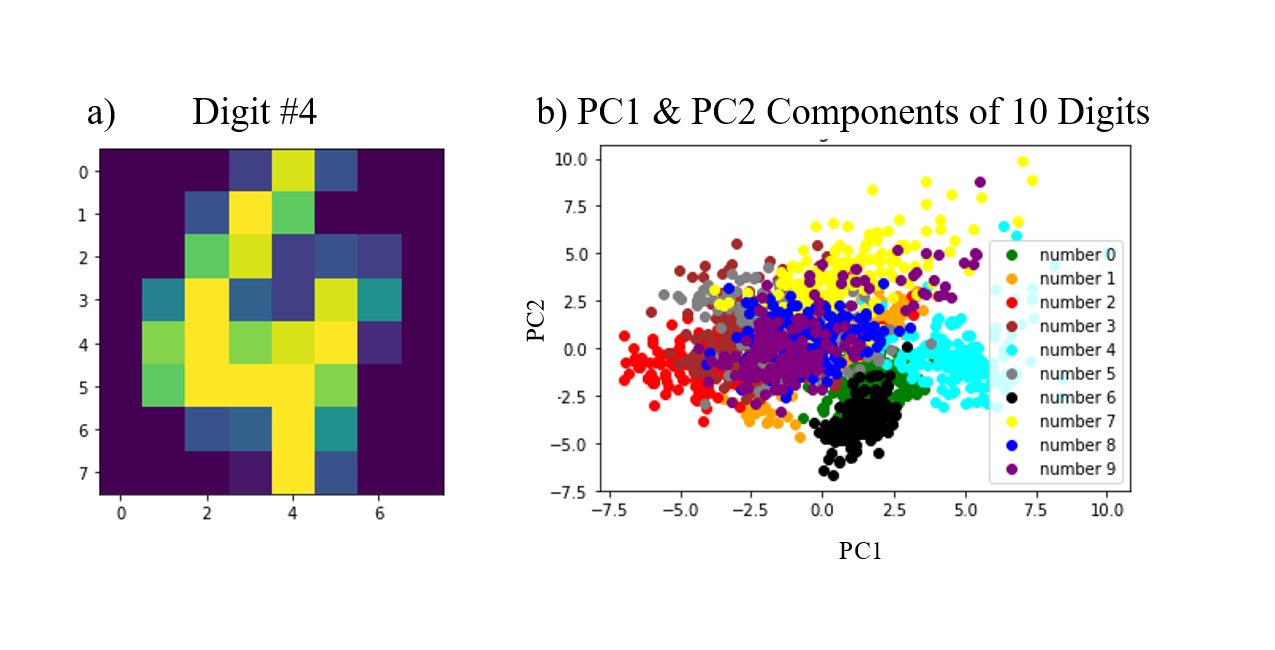 a) Digit #4
0
1
2
3
4
5
6
7
0 2 4 6
b) PC1 & PC2 Components of 10 Digits
PC2
10.0
7.5
5.0
2.5
0.0
−2.5
−5.0
−7.5
−7.5 −5.0 −2.5 0.0 2.5 5.0 7.5 10.0
PC1
number 0
number 1
number 2
number 3
number 4
number 5
number 6
number 7
number 8
number 9